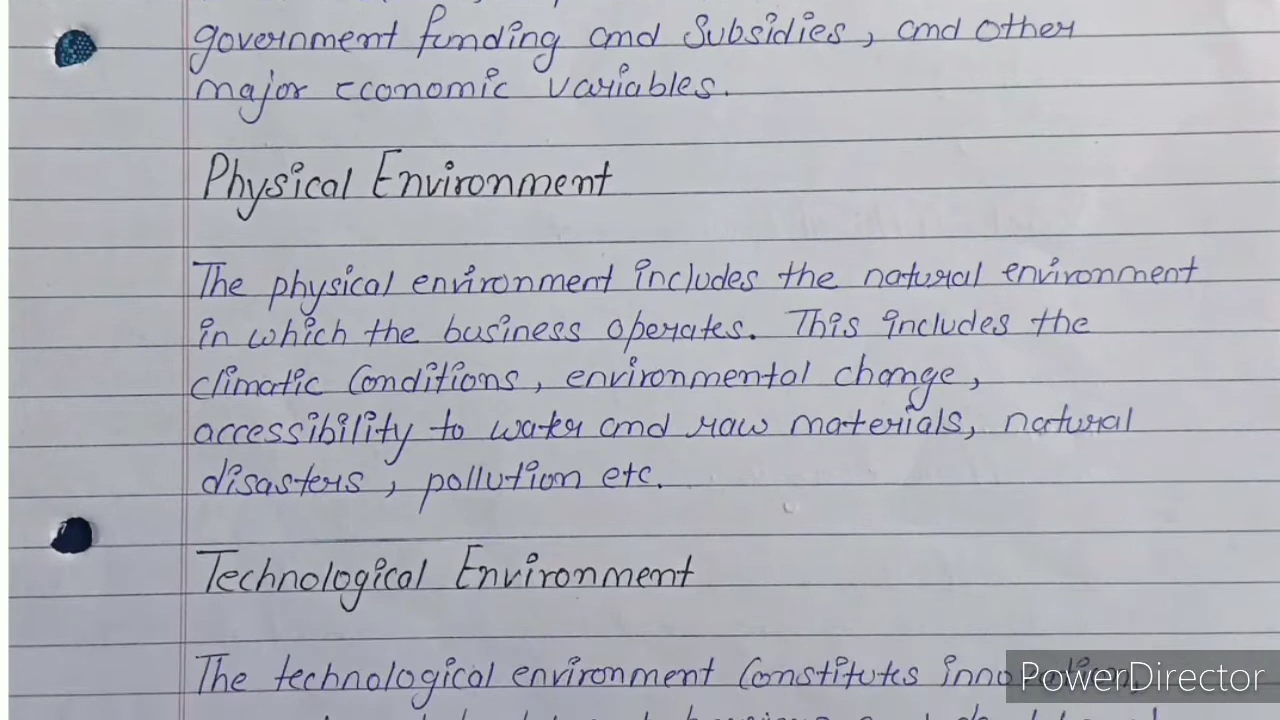 government funding and Subsidies, and other
major economic variables.
Physical Environment
The physical environment includes the natural environment
in which the business operates. This includes the
climatic Conditions, environmental change,
accessibility to water and raw materials, natural
disasters, pollution etc.
Technological Environment
The technological environment Constitutes
PowerDirector